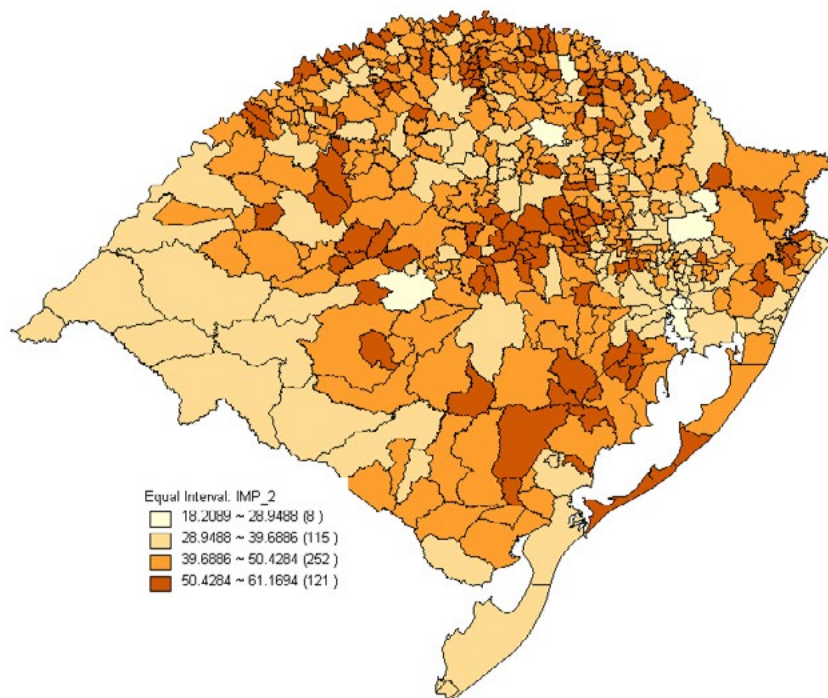 Equal Interval: IMP_2
18.2089 ~ 28.9488 (8 )
28.9488 ~ 39.6886 (115 )
39.6886 ~ 50.4284 (252 )
50.4284 ~ 61.1694 (121 )